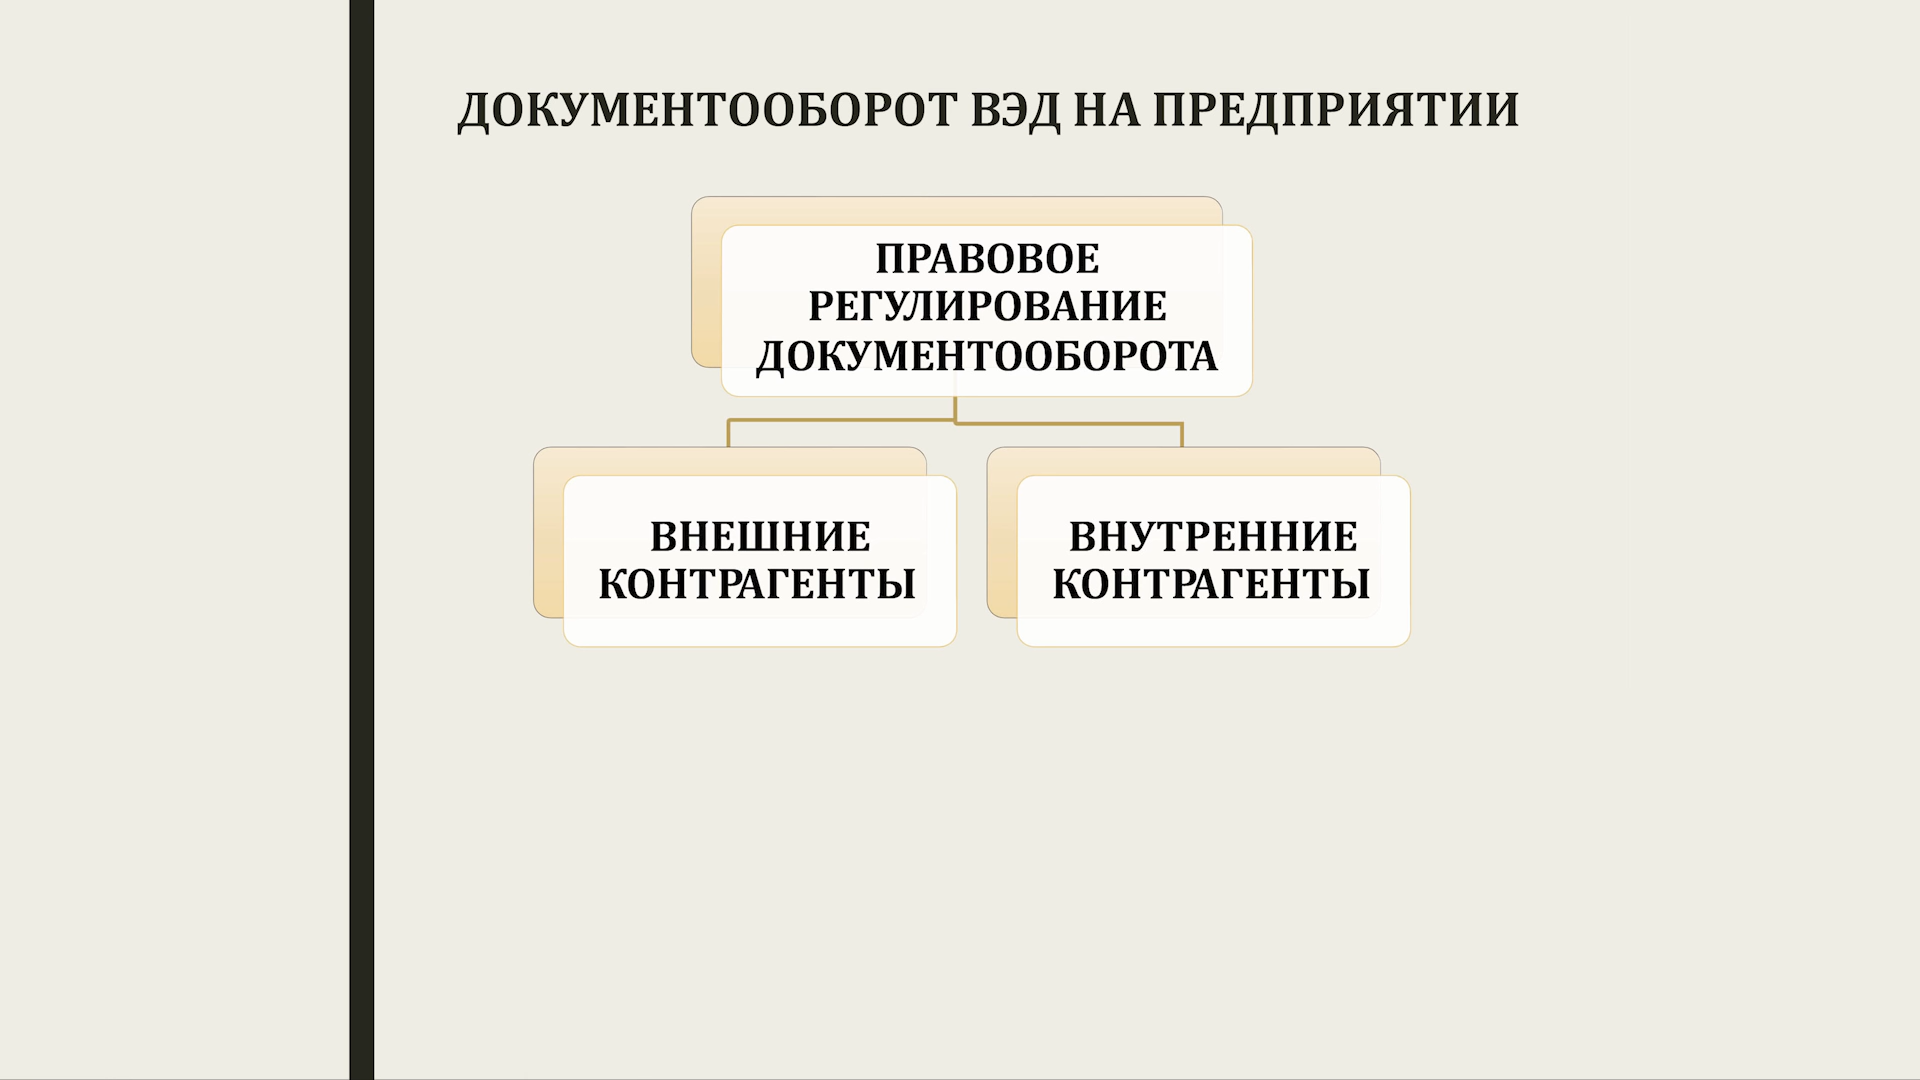 ДОКУМЕНТООБОРОТ ВЭД НА ПРЕДПРИЯТИИ
ПРАВОВОЕ
РЕГУЛИРОВАНИЕ
ДОКУМЕНТООБОРОТА
ВНЕШНИЕ
КОНТРАГЕНТЫ
ВНУТРЕННИЕ
КОНТРАГЕНТЫ